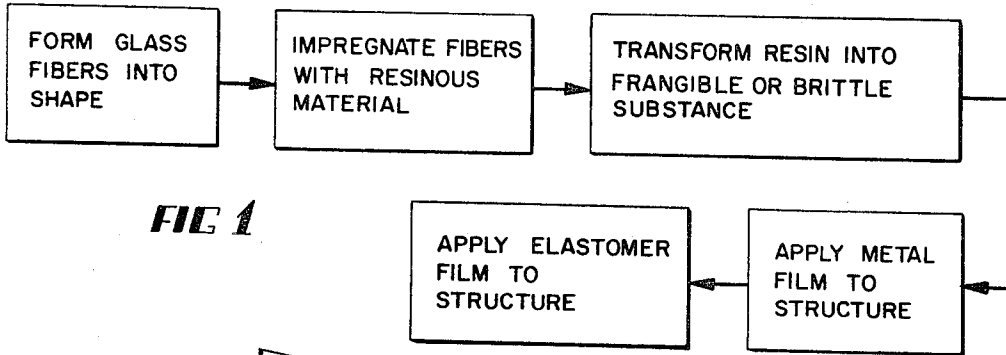 FORM GLASS
FIBERS INTO
SHAPE
IMPREGNATE FIBERS
WITH RESINOUS
MATERIAL
TRANSFORM RESIN INTO
FRANGIBLE OR BRITTLE
SUBSTANCE
FIG 1
APPLY ELASTOMER
FILM TO
STRUCTURE
APPLY METAL
FILM TO
STRUCTURE